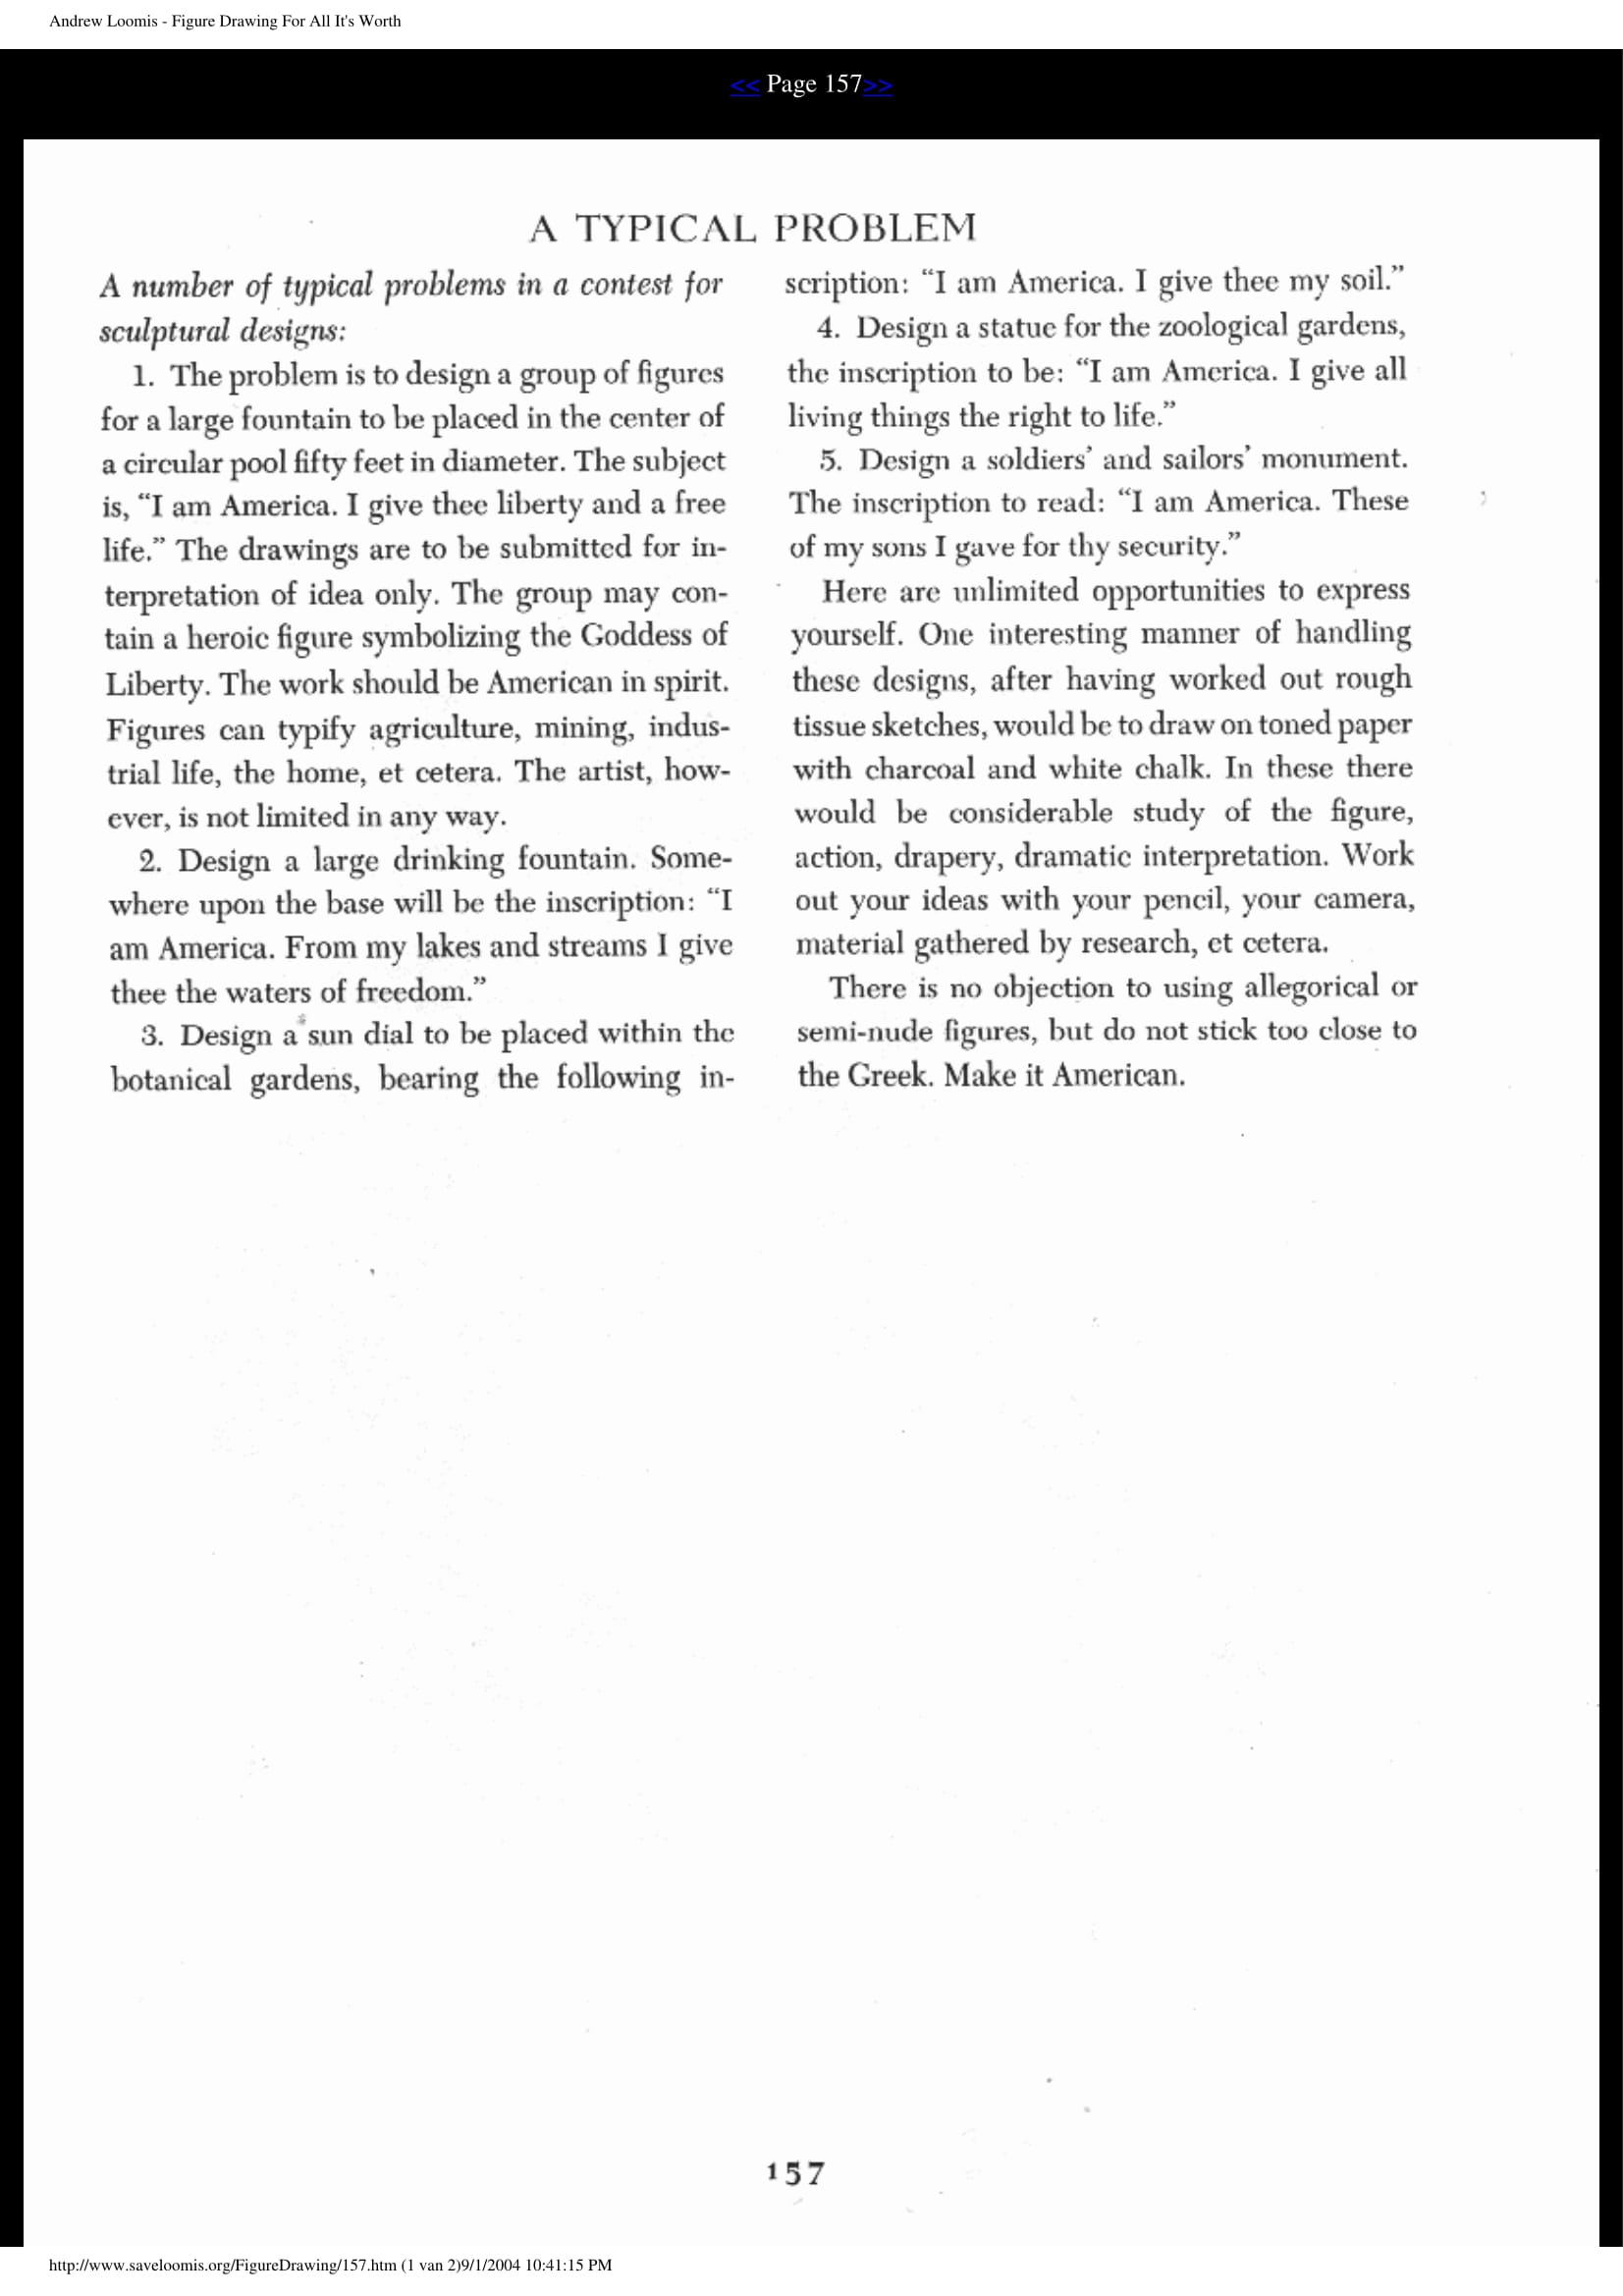 Andrew Loomis - Figure Drawing For All It's Worth
<< Page 157>>
A TYPICAL PROBLEM
A number of typical problems in a contest for
sculptural designs:
1. The problem is to design a group of figures
for a large fountain to be placed in the center of
a circular pool fifty feet in diameter. The subject
is, “I am America. I give thee liberty and a free
life.” The drawings are to be submitted for in-
terpretation of idea only. The group may con-
tain a heroic figure symbolizing the Goddess of
Liberty. The work should be American in spirit.
Figures can typify agriculture, mining, indus-
trial life, the home, et cetera. The artist, how-
ever, is not limited in any way.
2. Design a large drinking fountain. Some-
where upon the base will be the inscription: “I
am America. From my lakes and streams I give
thee the waters of freedom.”
3. Design a sun dial to be placed within the
botanical gardens, bearing the following in-
scription: “I am America. I give thee my soil.”
4. Design a statue for the zoological gardens,
the inscription to be: “I am America. I give all
living things the right to life.”
5. Design a soldiers’ and sailors’ monument.
The inscription to read: “I am America. These
of my sons I gave for thy security.”
Here are unlimited opportunities to express
yourself. One interesting manner of handling
these designs, after having worked out rough
tissue sketches, would be to draw on toned paper
with charcoal and white chalk. In these there
would be considerable study of the figure,
action, drapery, dramatic interpretation. Work
out your ideas with your pencil, your camera,
material gathered by research, et cetera.
There is no objection to using allegorical or
semi-nude figures, but do not stick too close to
the Greek. Make it American.
157
http://www.saveloomis.org/FigureDrawing/157.htm (1 van 2)9/1/2004 10:41:15 PM